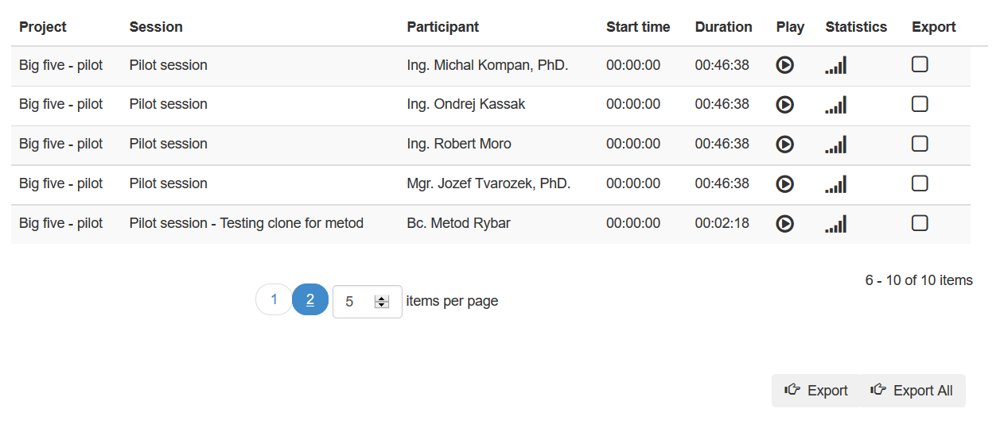 Project Session Participant Start time Duration Play Statistics Export
Big five - pilot Pilot session Ing. Michal Kompan, PhD. 00:00:00 00:46:38
Big five - pilot Pilot session Ing. Ondrej Kassak 00:00:00 00:46:38
Big five - pilot Pilot session Ing. Robert Moro 00:00:00 00:46:38
Big five - pilot Pilot session Mgr. Jozef Tvarozek, PhD. 00:00:00 00:46:38
Big five - pilot Pilot session - Testing clone for metod Bc. Metod Rybar 00:00:00 00:02:18
6 - 10 of 10 items
1 2 5 items per page
Export Export All